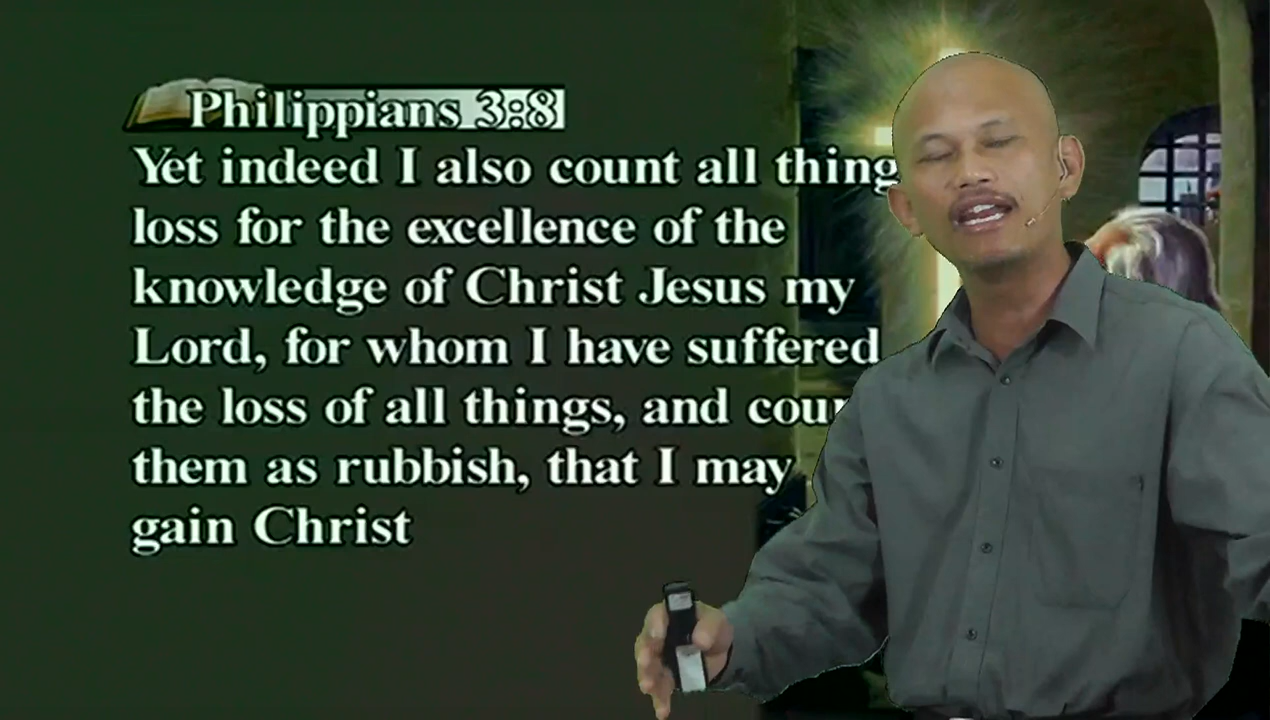 Philippians 3:8
Yet indeed I also count all thing
loss for the excellence of the
knowledge of Christ Jesus my
Lord, for whom I have suffered
the loss of all things, and
them as rubbish, that I may
gain Christ